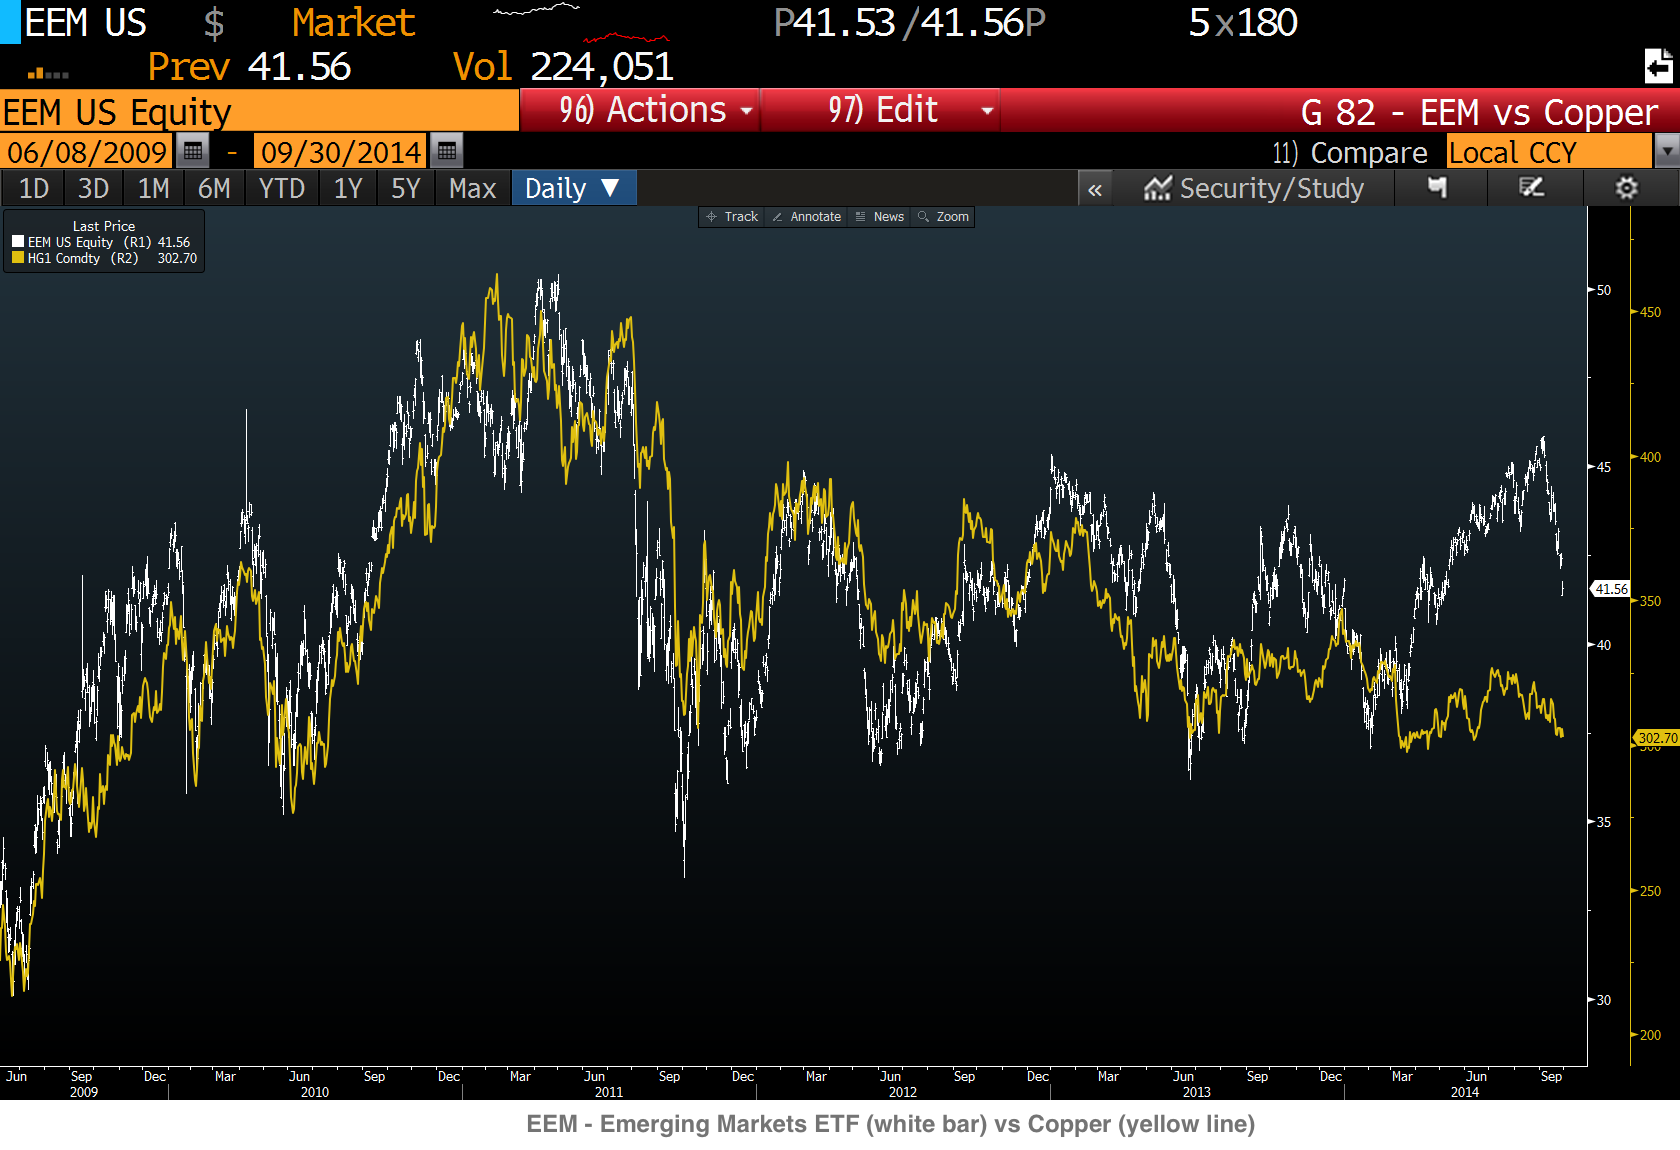 EEM US $ Market P41.53/41.56P 5x180
Prev 41.56 Vol 224,051
EEM US Equity 96) Actions 97) Edit G 82 - EEM vs Copper
06/08/2009 - 09/30/2014 11) Compare Local CCY
1D 3D 1M 6M YTD 1Y 5Y Max Daily ▼ « Security/Study
Track Annotate News Zoom
Last Price
EEM US Equity (R1) 41.56
HG1 Comdty (R2) 302.70
50
450
400
45
41.56
350
40
302.70
300
35
250
30
200
Jun Sep Dec Mar Jun Sep Dec Mar Jun Sep Dec Mar Jun Sep Dec Mar Jun Sep Dec Mar Jun Sep
2009 2010 2011 2012 2013 2014
EEM - Emerging Markets ETF (white bar) vs Copper (yellow line)